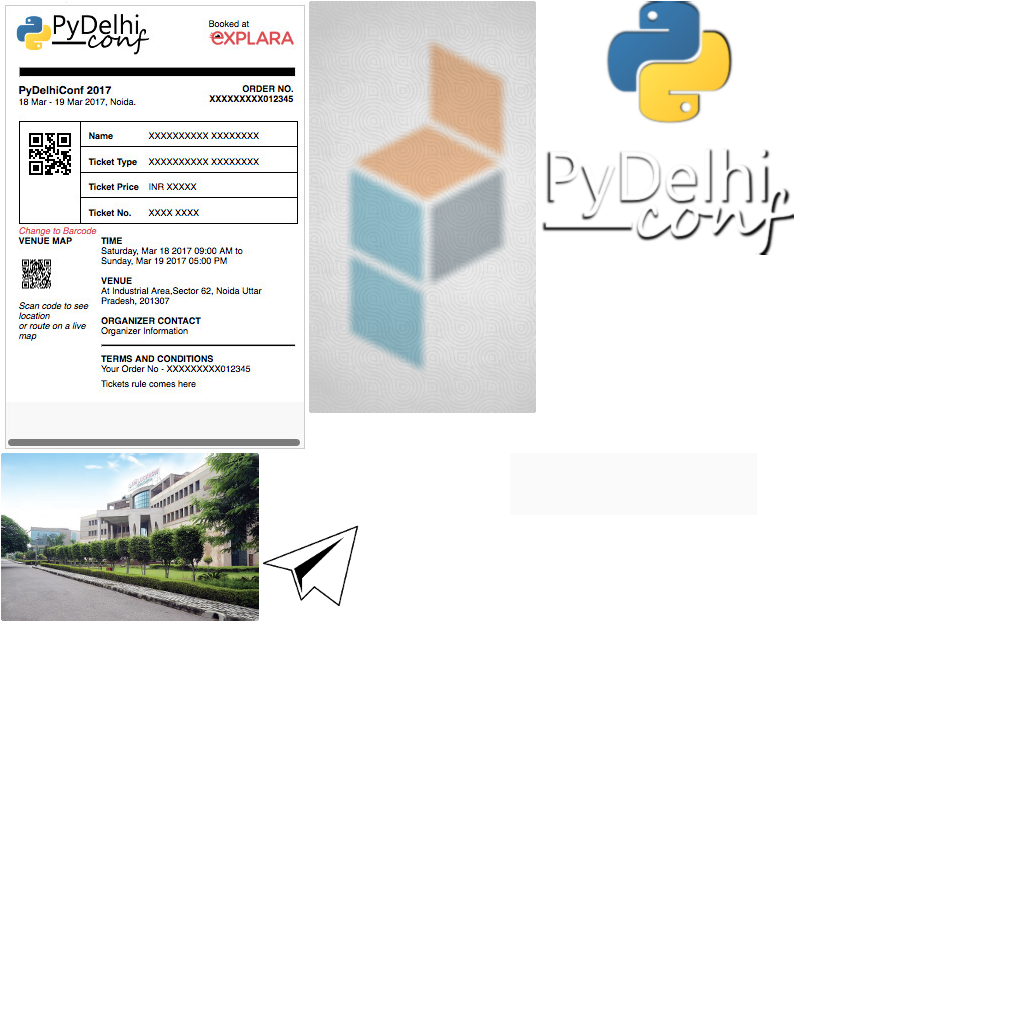 PyDelhi
conf
Booked at
eXPLARA
PyDelhiConf 2017
18 Mar - 19 Mar 2017, Noida.
ORDER NO.
XXXXXXXXX012345
Name XXXXXXXXXX XXXXXXXX
Ticket Type XXXXXXXXXX XXXXXXXX
Ticket Price INR XXXXX
Ticket No. XXXX XXXX
Change to Barcode
VENUE MAP
Scan code to see
location
or route on a live
map
TIME
Saturday, Mar 18 2017 09:00 AM to
Sunday, Mar 19 2017 05:00 PM
VENUE
At Industrial Area,Sector 62, Noida Uttar
Pradesh, 201307
ORGANIZER CONTACT
Organizer Information
TERMS AND CONDITIONS
Your Order No - XXXXXXXXX012345
Tickets rule comes here
PyDelhi
conf